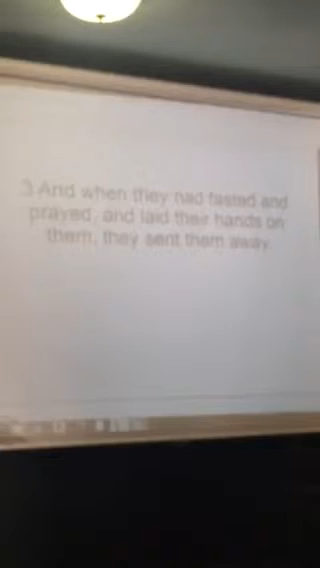 3 And when they had fasted and
prayed, and laid their hands on
them, they sent them away.